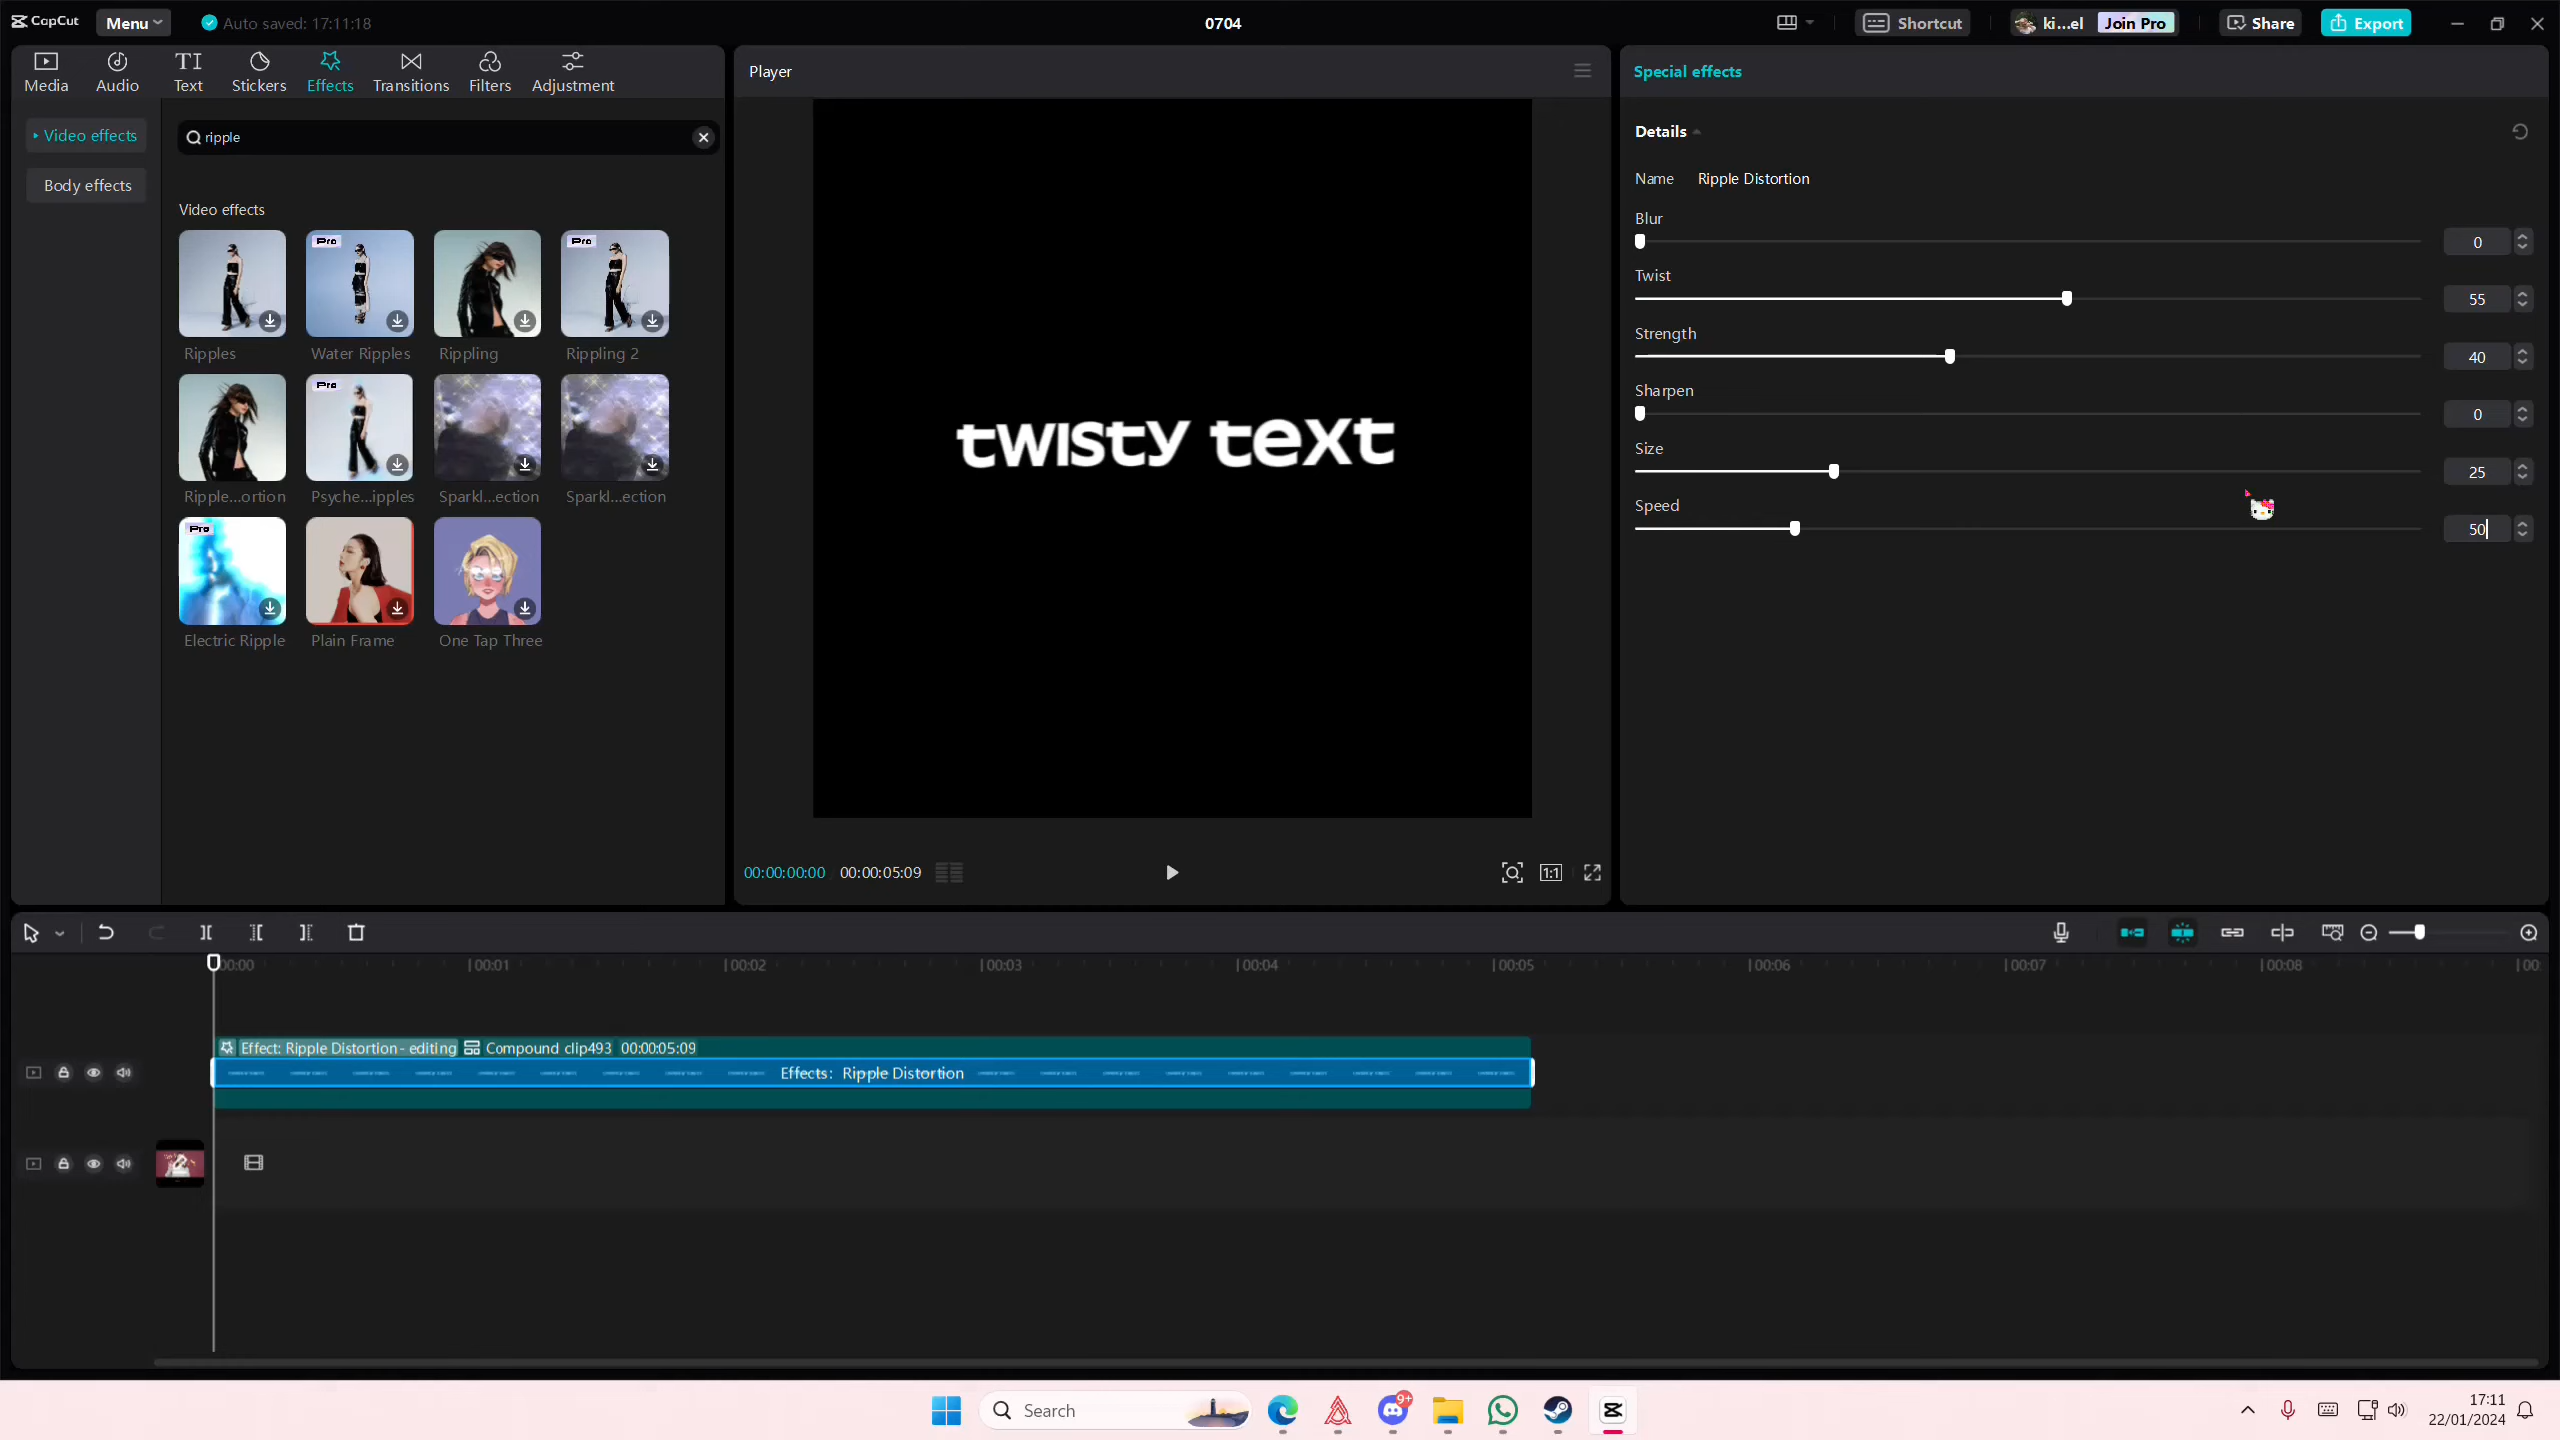 CapCut
Menu
Auto saved: 17:11:18
0704
Shortcut
ki...el
Join Pro
Share
Export
Media
Audio
Text
Stickers
Effects
Transitions
Filters
Adjustment
Video effects
Body effects
ripple
Video effects
Pro
Pro
Ripples
Water Ripples
Rippling
Rippling 2
Pro
Ripple...ortion
Psyche...ipples
Sparkl...ection
Sparkl...ection
Pro
Electric Ripple
Plain Frame
One Tap Three
Player
twisty text
00:00:00:00
00:00:05:09
1:1
Special effects
Details
Name Ripple Distortion
Blur
0
Twist
55
Strength
40
Sharpen
0
Size
25
Speed
50
00:00
00:01
00:02
00:03
00:04
00:05
00:06
00:07
00:08
00:
Effect: Ripple Distortion - editing
Compound clip493 00:00:05:09
Effects: Ripple Distortion
Search
9+
17:11
22/01/2024